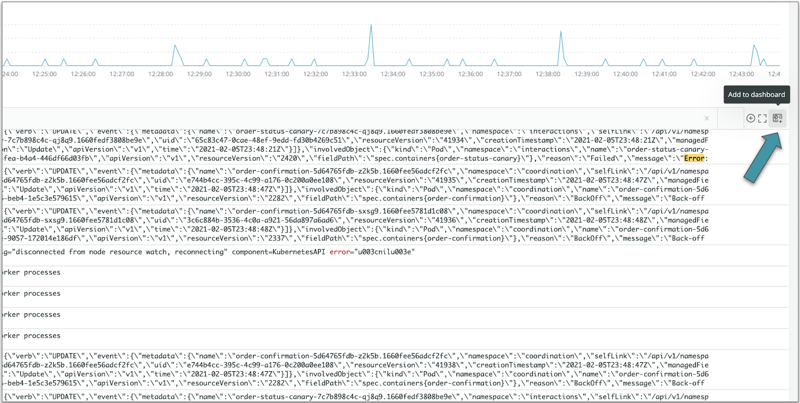 24:00 12:25:00 12:26:00 12:27:00 12:28:00 12:29:00 12:30:00 12:31:00 12:32:00 12:33:00 12:34:00 12:35:00 12:36:00 12:37:00 12:38:00 12:39:00 12:40:00 12:41:00 12:42:00 12:43:00 12:4
Add to dashboard
×
{\"verb\":\"UPDATE\",\"event\":{\"metadata\":{\"name\":\"order-status-canary-7c7b898c4c-qj8q9.1660fedf3808be9e\",\"namespace\":\"interactions\",\"selfLink\":\"/api/v1/namesp
canary-7c7b898c4c-qj8q9.1660fedf3808be9e\",\"uid\":\"65c83c47-0cae-48ef-9edd-fd30b4269c51\",\"resourceVersion\":\"41934\",\"creationTimestamp\":\"2021-02-05T23:48:21Z\",\"managedF
\"Update\",\"apiVersion\":\"v1\",\"time\":\"2021-02-05T23:48:21Z\"}]},\"involvedObject\":{\"kind\":\"Pod\",\"namespace\":\"interactions\",\"name\":\"order-status-canary-
fea-b4a4-446df66d03fb\",\"apiVersion\":\"v1\",\"resourceVersion\":\"2420\",\"fieldPath\":\"spec.containers{order-status-canary}\"},\"reason\":\"Failed\",\"message\":\"Error:
{\"verb\":\"UPDATE\",\"event\":{\"metadata\":{\"name\":\"order-confirmation-5d64765fdb-z2k5b.1660fee56adcf2fc\",\"namespace\":\"coordination\",\"selfLink\":\"/api/v1/namespa
64765fdb-z2k5b.1660fee56adcf2fc\",\"uid\":\"e744b4cc-395c-4c99-a176-0c200a0ee108\",\"resourceVersion\":\"41935\",\"creationTimestamp\":\"2021-02-05T23:48:47Z\",\"managedFie
:\"Update\",\"apiVersion\":\"v1\",\"time\":\"2021-02-05T23:48:47Z\"}]},\"involvedObject\":{\"kind\":\"Pod\",\"namespace\":\"coordination\",\"name\":\"order-confirmation-5d6
-beb4-1e5c3e579615\",\"apiVersion\":\"v1\",\"resourceVersion\":\"2282\",\"fieldPath\":\"spec.containers{order-confirmation}\"},\"reason\":\"BackOff\",\"message\":\"Back-off
{\"verb\":\"UPDATE\",\"event\":{\"metadata\":{\"name\":\"order-confirmation-5d64765fdb-sxsg9.1660fee5781d1c08\",\"namespace\":\"coordination\",\"selfLink\":\"/api/v1/namespa
64765fdb-sxsg9.1660fee5781d1c08\",\"uid\":\"3c6c884b-3536-4c0a-a921-56da897a6ad6\",\"resourceVersion\":\"41936\",\"creationTimestamp\":\"2021-02-05T23:48:48Z\",\"managedFie
:\"Update\",\"apiVersion\":\"v1\",\"time\":\"2021-02-05T23:48:48Z\"}]},\"involvedObject\":{\"kind\":\"Pod\",\"namespace\":\"coordination\",\"name\":\"order-confirmation-5d6
-9057-172014e186df\",\"apiVersion\":\"v1\",\"resourceVersion\":\"2337\",\"fieldPath\":\"spec.containers{order-confirmation}\"},\"reason\":\"BackOff\",\"message\":\"Back-off
g="disconnected from node resource watch, reconnecting" component=KubernetesAPI error="u003cnilu003e"
orker processes
orker processes
orker processes
orker processes
{\"verb\":\"UPDATE\",\"event\":{\"metadata\":{\"name\":\"order-confirmation-5d64765fdb-z2k5b.1660fee56adcf2fc\",\"namespace\":\"coordination\",\"selfLink\":\"/api/v1/namespa
64765fdb-z2k5b.1660fee56adcf2fc\",\"uid\":\"e744b4cc-395c-4c99-a176-0c200a0ee108\",\"resourceVersion\":\"41938\",\"creationTimestamp\":\"2021-02-05T23:48:47Z\",\"managedFie
:\"Update\",\"apiVersion\":\"v1\",\"time\":\"2021-02-05T23:48:47Z\"}]},\"involvedObject\":{\"kind\":\"Pod\",\"namespace\":\"coordination\",\"name\":\"order-confirmation-5d6
-beb4-1e5c3e579615\",\"apiVersion\":\"v1\",\"resourceVersion\":\"2282\",\"fieldPath\":\"spec.containers{order-confirmation}\"},\"reason\":\"BackOff\",\"message\":\"Back-off
{\"verb\":\"UPDATE\",\"event\":{\"metadata\":{\"name\":\"order-status-canary-7c7b898c4c-qj8q9.1660fedf3808be9e\",\"namespace\":\"interactions\",\"selfLink\":\"/api/v1/namesp